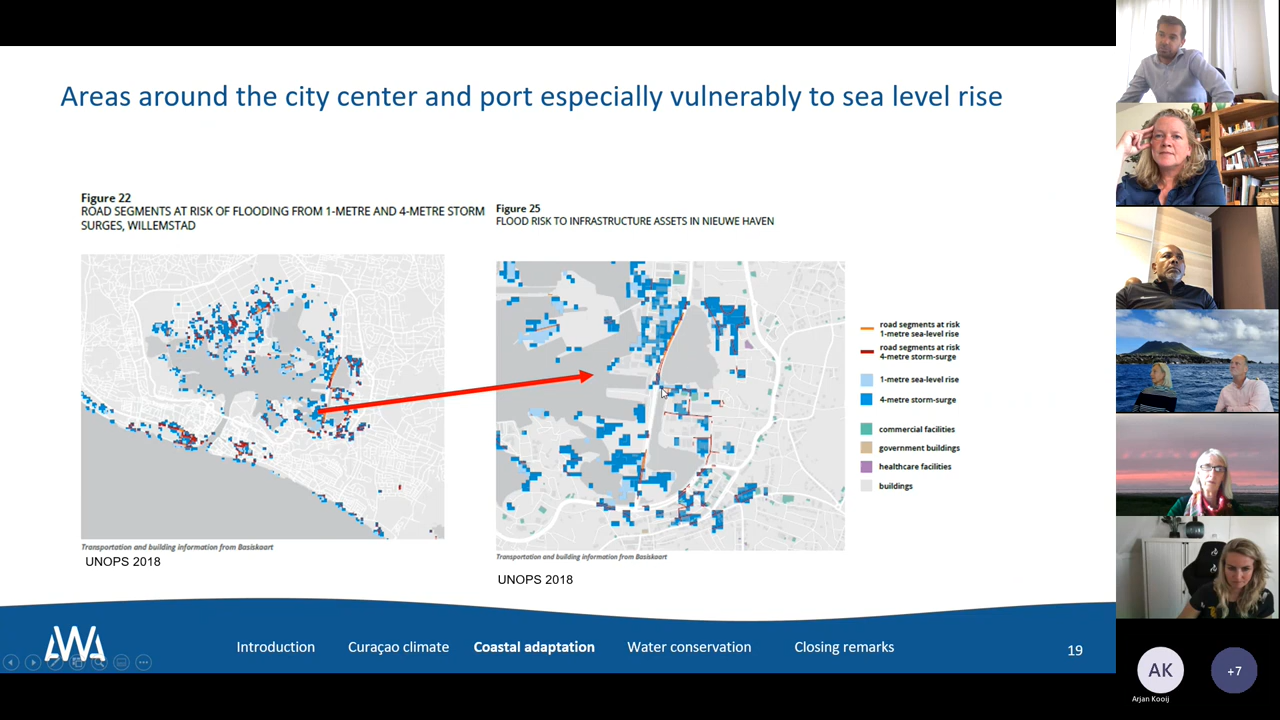 Areas around the city center and port especially vulnerably to sea level rise
Figure 22
ROAD SEGMENTS AT RISK OF FLOODING FROM 1-METRE AND 4-METRE STORM
SURGES, WILLEMSTAD
Transportation and building information from Basiskaart
UNOPS 2018
Figure 25
FLOOD RISK TO INFRASTRUCTURE ASSETS IN NIEUWE HAVEN
Transportation and building information from Basiskaart
UNOPS 2018
road segments at risk
1-metre sea-level rise
road segments at risk
4-metre storm-surge
1-metre sea-level rise
4-metre storm-surge
commercial facilities
government buildings
healthcare facilities
buildings
AWA
Introduction
Curaçao climate
Coastal adaptation
Water conservation
Closing remarks
19
AK
Arjan Kooij
+7